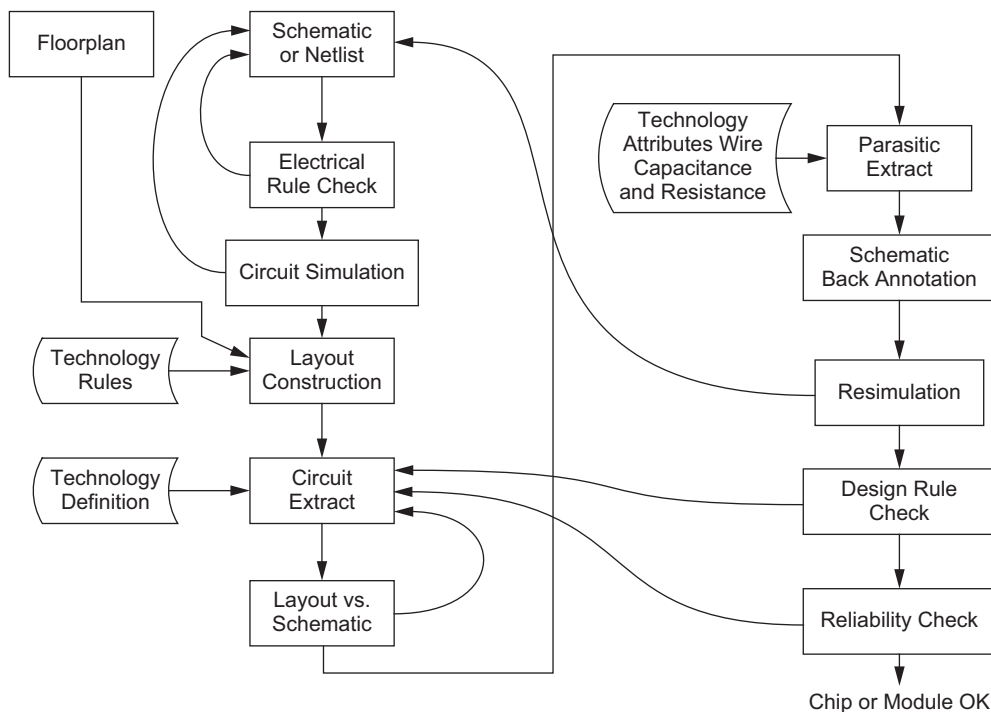 Floorplan
Schematic
or Netlist
Electrical
Rule Check
Circuit Simulation
Technology
Rules
Layout
Construction
Technology
Definition
Circuit
Extract
Layout vs.
Schematic
Technology
Attributes Wire
Capacitance
and Resistance
Parasitic
Extract
Schematic
Back Annotation
Resimulation
Design Rule
Check
Reliability Check
Chip or Module OK